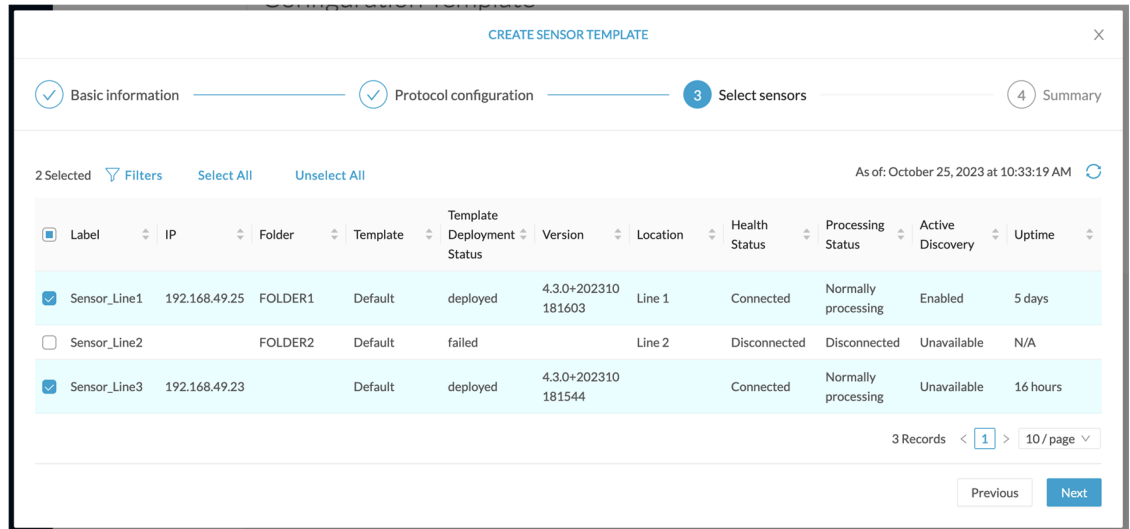 Configuration Template
CREATE SENSOR TEMPLATE
Basic information
Protocol configuration
3 Select sensors
4 Summary
2 Selected Filters Select All Unselect All
As of: October 25, 2023 at 10:33:19 AM
Label IP Folder Template Template Deployment Status Version Location Health Status Processing Status Active Discovery Uptime
Sensor_Line1 192.168.49.25 FOLDER1 Default deployed 4.3.0+202310181603 Line 1 Connected Normally processing Enabled 5 days
Sensor_Line2 FOLDER2 Default failed Line 2 Disconnected Disconnected Unavailable N/A
Sensor_Line3 192.168.49.23 Default deployed 4.3.0+202310181544 Connected Normally processing Unavailable 16 hours
3 Records < 1 > 10 / page
Previous Next